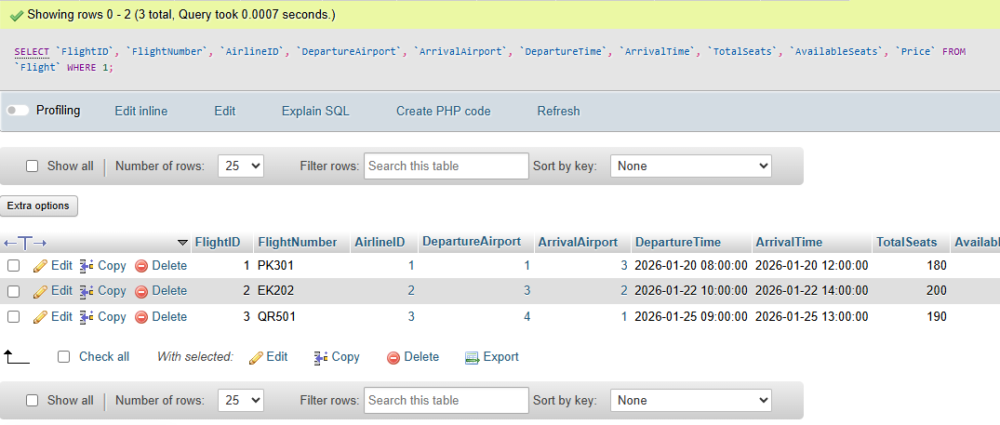 Showing rows 0 - 2 (3 total, Query took 0.0007 seconds.)
SELECT `FlightID`, `FlightNumber`, `AirlineID`, `DepartureAirport`, `ArrivalAirport`, `DepartureTime`, `ArrivalTime`, `TotalSeats`, `AvailableSeats`, `Price` FROM
`Flight` WHERE 1;
Profiling Edit inline Edit Explain SQL Create PHP code Refresh
Show all Number of rows: 25 Filter rows: Search this table Sort by key: None
Extra options
←T→ FlightID FlightNumber AirlineID DepartureAirport ArrivalAirport DepartureTime ArrivalTime TotalSeats Availabl
Edit Copy Delete 1 PK301 1 1 3 2026-01-20 08:00:00 2026-01-20 12:00:00 180
Edit Copy Delete 2 EK202 2 3 2 2026-01-22 10:00:00 2026-01-22 14:00:00 200
Edit Copy Delete 3 QR501 3 4 1 2026-01-25 09:00:00 2026-01-25 13:00:00 190
Check all With selected: Edit Copy Delete Export
Show all Number of rows: 25 Filter rows: Search this table Sort by key: None